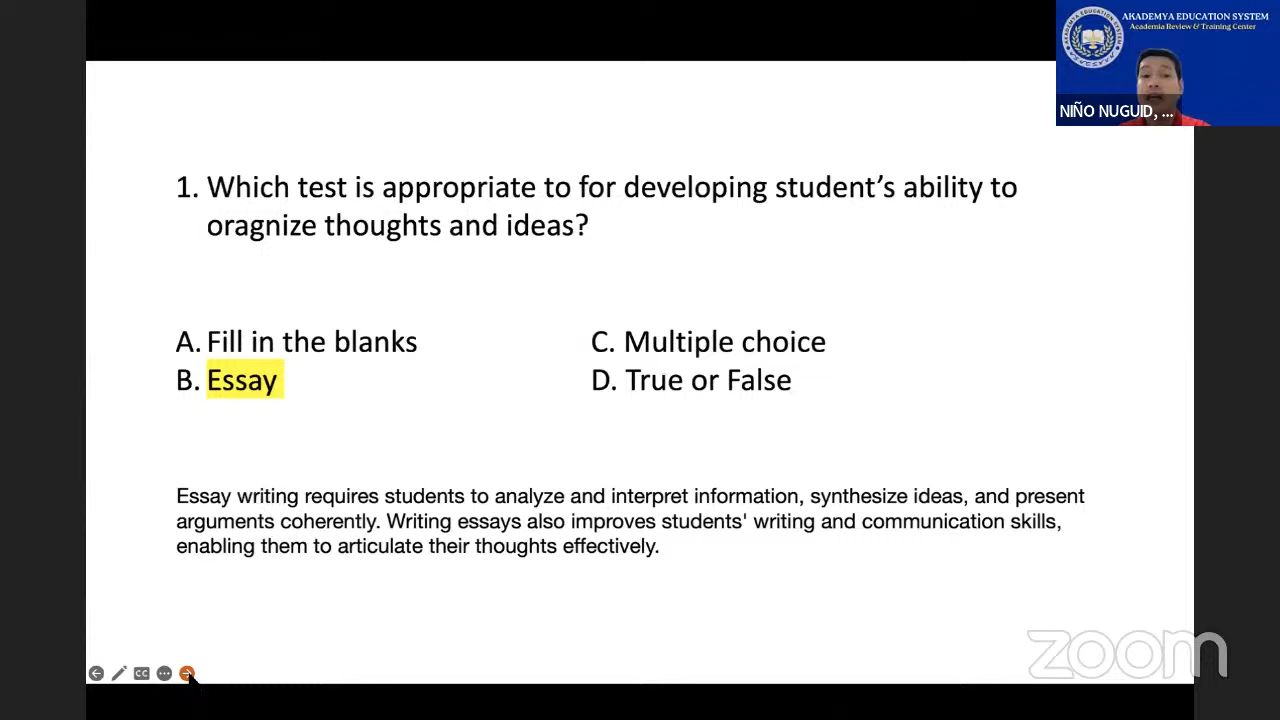 AKADEMYA EDUCATION SYSTEM
Academia Review & Training Center
NIÑO NUGUID, ...
1. Which test is appropriate to for developing student’s ability to
oragnize thoughts and ideas?
A. Fill in the blanks
B. Essay
C. Multiple choice
D. True or False
Essay writing requires students to analyze and interpret information, synthesize ideas, and present
arguments coherently. Writing essays also improves students' writing and communication skills,
enabling them to articulate their thoughts effectively.
CC
zoom